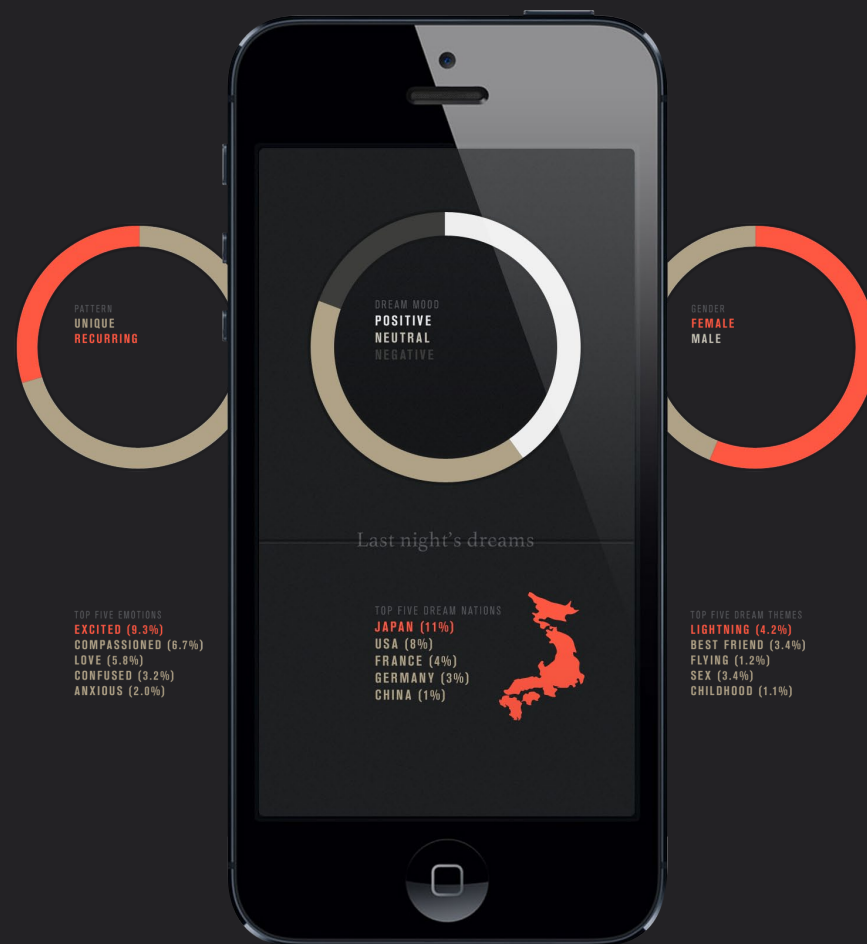 PATTERN
UNIQUE
RECURRING
DREAM MOOD
POSITIVE
NEUTRAL
NEGATIVE
GENDER
FEMALE
MALE
Last night's dreams
TOP FIVE EMOTIONS
EXCITED (9.3%)
COMPASSIONED (6.7%)
LOVE (5.8%)
CONFUSED (3.2%)
ANXIOUS (2.0%)
TOP FIVE DREAM NATIONS
JAPAN (11%)
USA (8%)
FRANCE (4%)
GERMANY (3%)
CHINA (1%)
TOP FIVE DREAM THEMES
LIGHTNING (4.2%)
BEST FRIEND (3.4%)
FLYING (1.2%)
SEX (3.4%)
CHILDHOOD (1.1%)